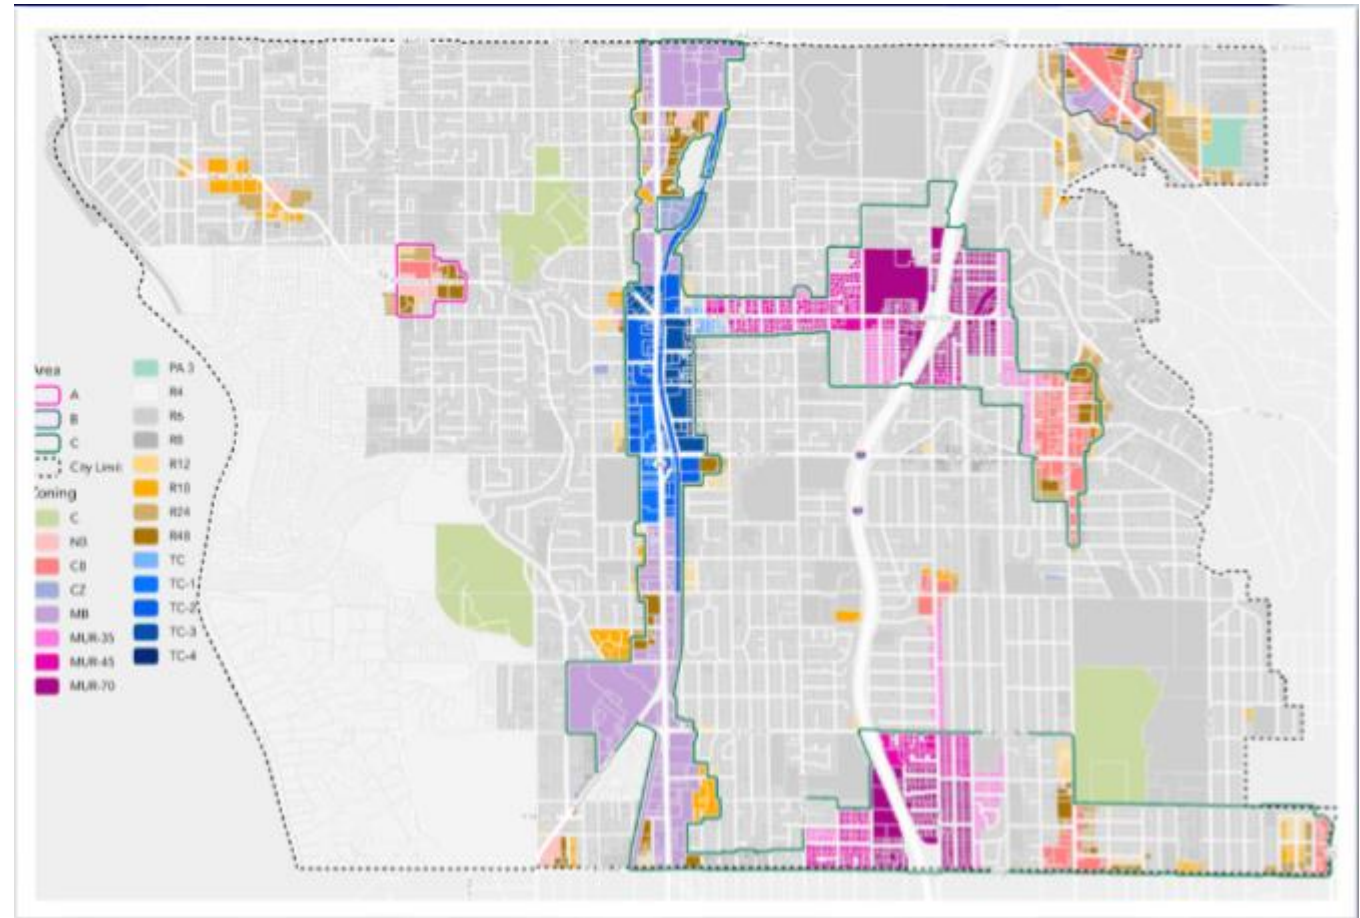 Area
A
B
C
City Limit
Zoning
C
NB
CB
CZ
MB
MUR-35
MUR-45
MUR-70
PA 3
R4
R6
R8
R12
R18
R24
R48
TC
TC-1
TC-2
TC-3
TC-4